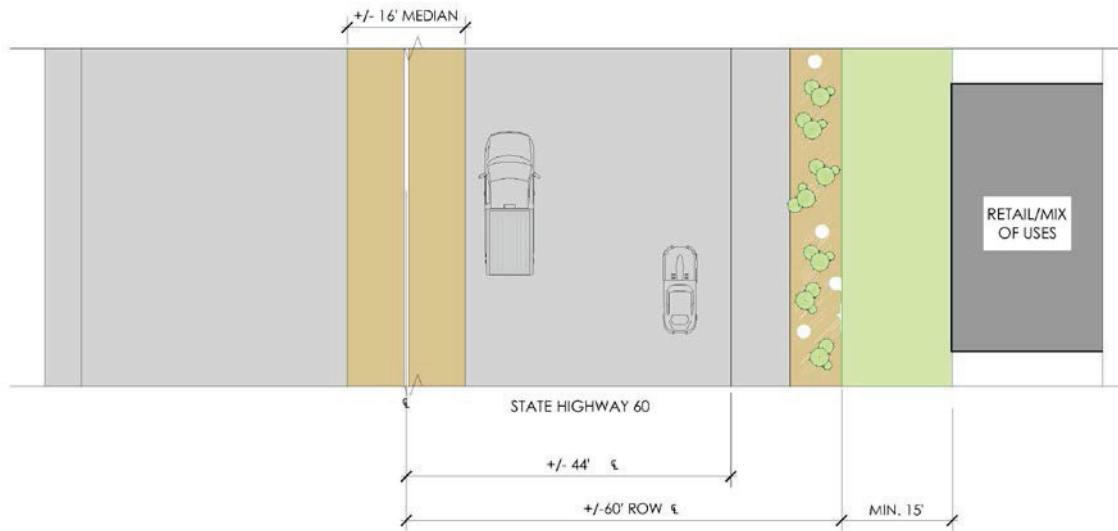 +/- 16' MEDIAN
RETAIL/MIX
OF USES
℄
STATE HIGHWAY 60
+/- 44' ℄
+/-60' ROW ℄
MIN. 15'